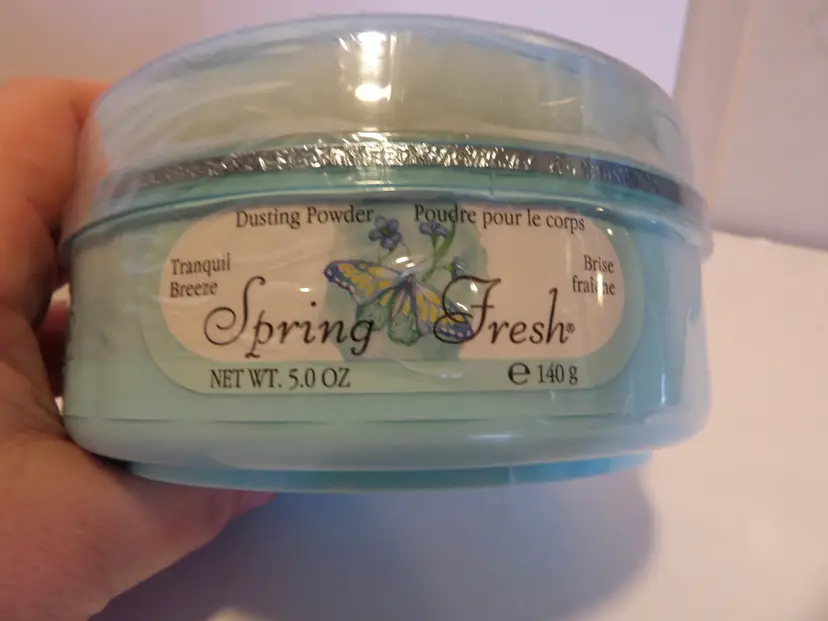 Dusting Powder Poudre pour le corps
Tranquil
Breeze
Brise
fraîche
Spring Fresh®
NET WT. 5.0 OZ ℮ 140 g